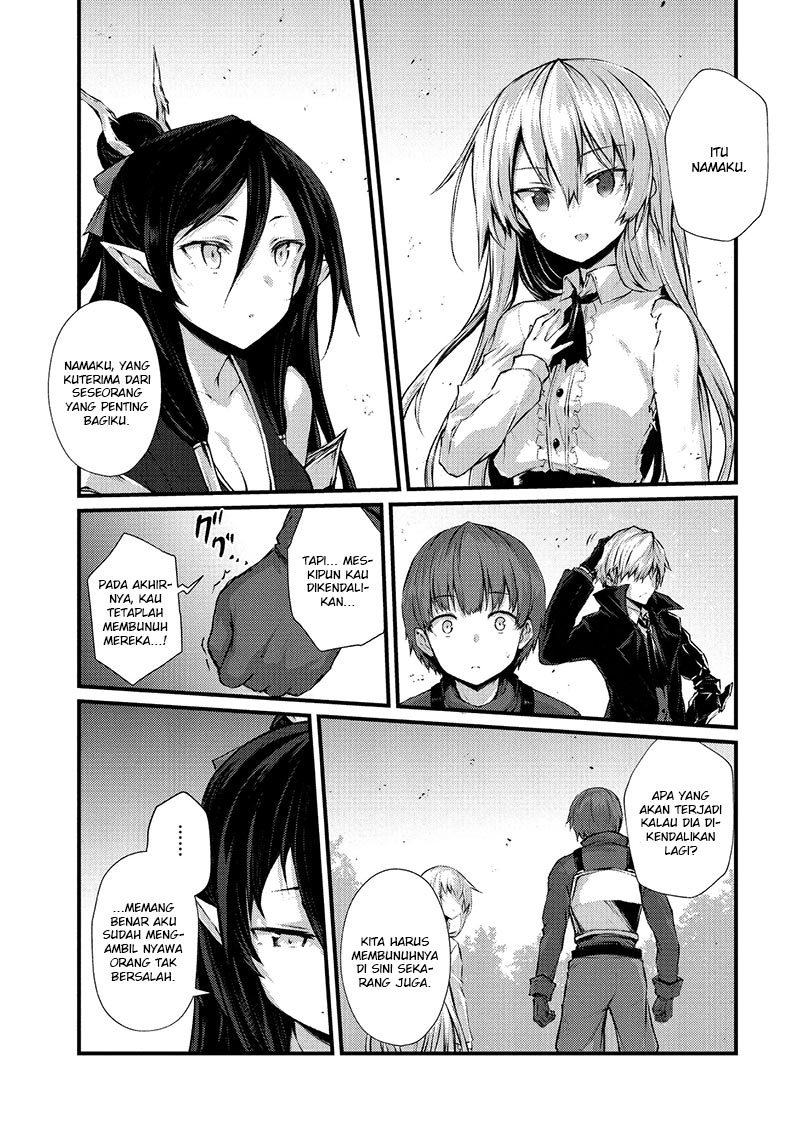 ITU
NAMAKU.
NAMAKU, YANG
KUTERIMA DARI
SESEORANG
YANG PENTING
BAGIKU.
TAPI... MES-
KIPUN KAU
DIKENDALI-
KAN...
ググ
PADA AKHIR-
NYA, KAU
TETAPLAH
MEMBUNUH
MEREKA...!
APA YANG
AKAN TERJADI
KALAU DIA DI-
KENDALIKAN
LAGI?
KITA HARUS
MEMBUNUHNYA
DI SINI SEKA-
RANG JUGA.
......
...MEMANG
BENAR AKU
SUDAH MENG-
AMBIL NYAWA
ORANG TAK
BERSALAH.